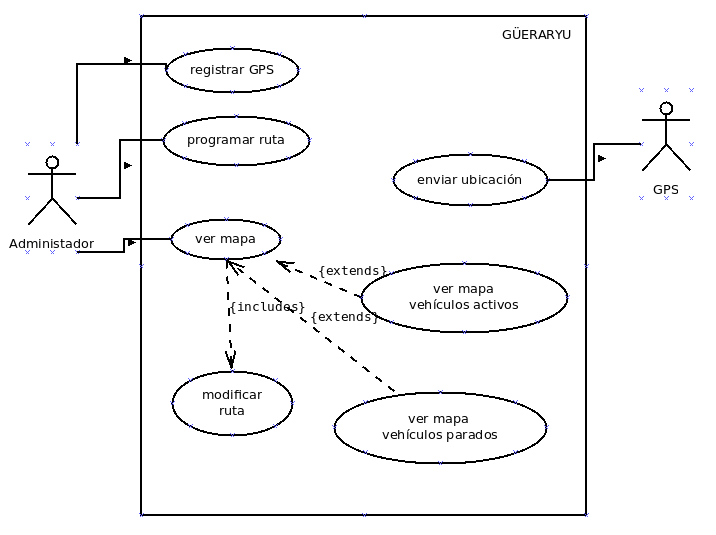 GÜERARYU
registrar GPS
programar ruta
enviar ubicación
GPS
Administador
ver mapa
{extends}
ver mapa
vehículos activos
{includes}
{extends}
modificar
ruta
ver mapa
vehículos parados